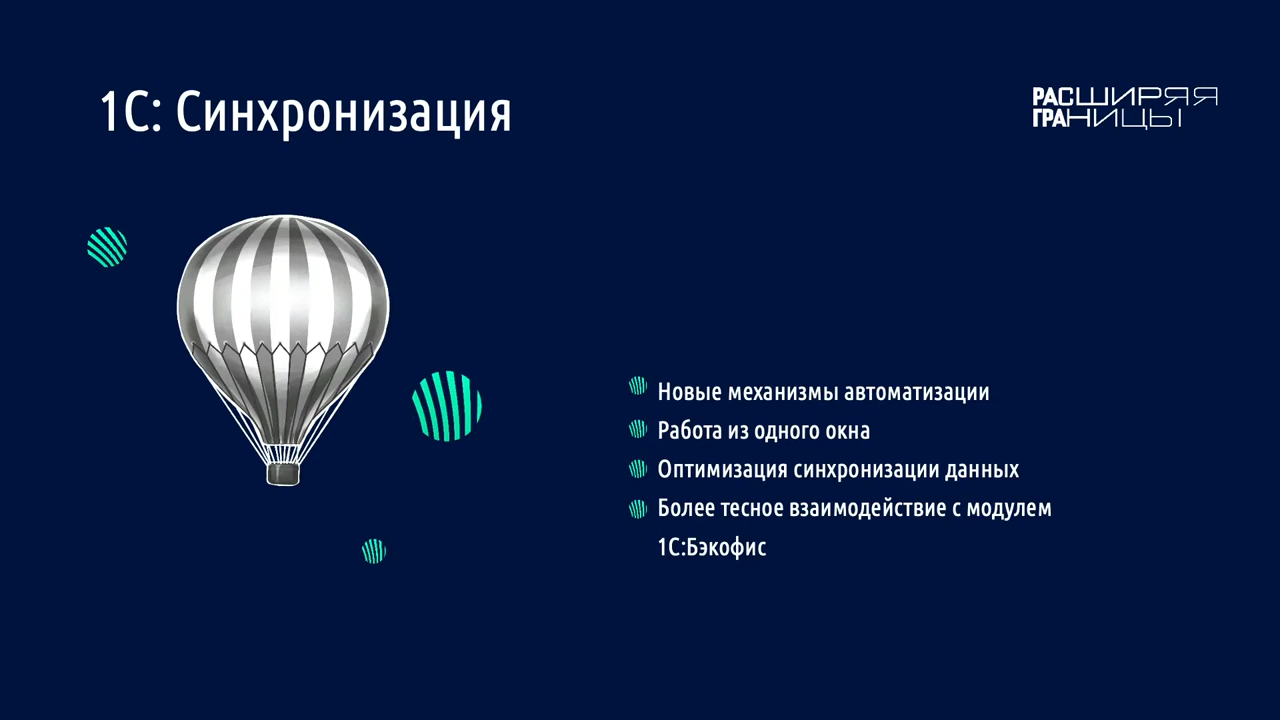 1С: Синхронизация
РАСШИРЯЯ
ГРАНИЦЫ
Новые механизмы автоматизации
Работа из одного окна
Оптимизация синхронизации данных
Более тесное взаимодействие с модулем
1С:Бэкофис